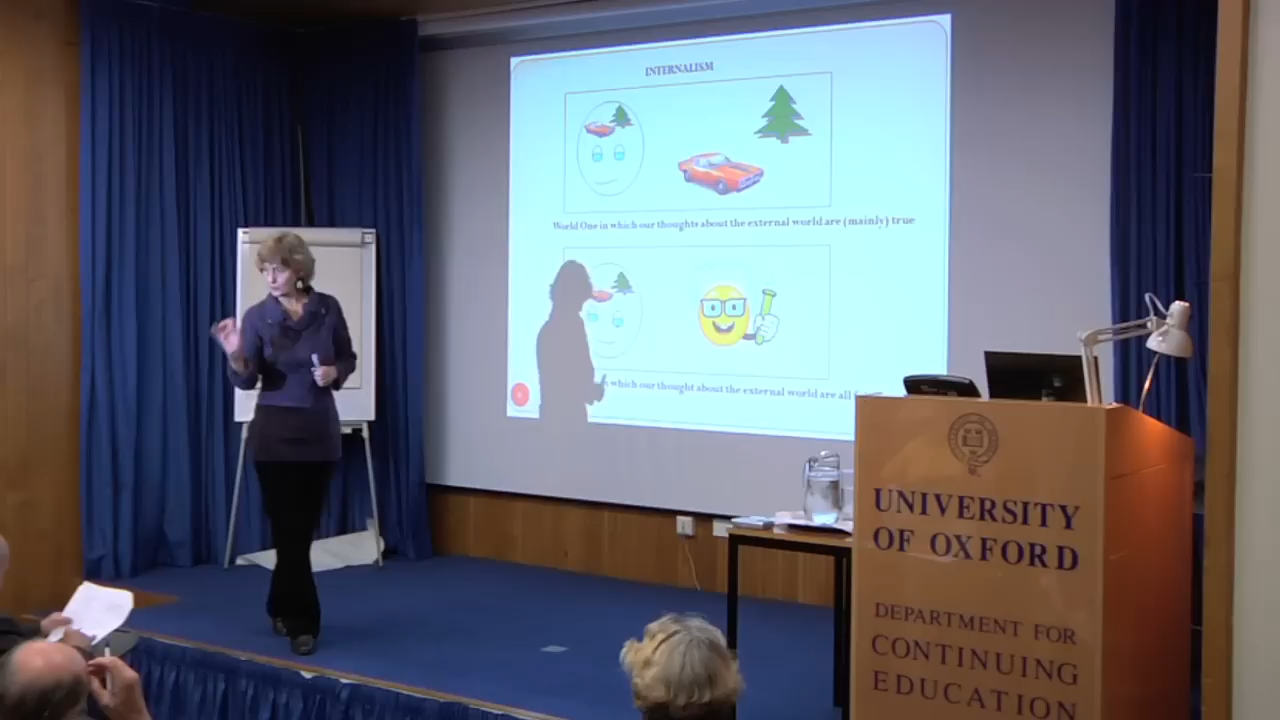 INTERNALISM
World One in which our thoughts about the external world are (mainly) true
which our thought about the external world are all
UNIVERSITY
OF OXFORD
DEPARTMENT FOR
CONTINUING
EDUCATION